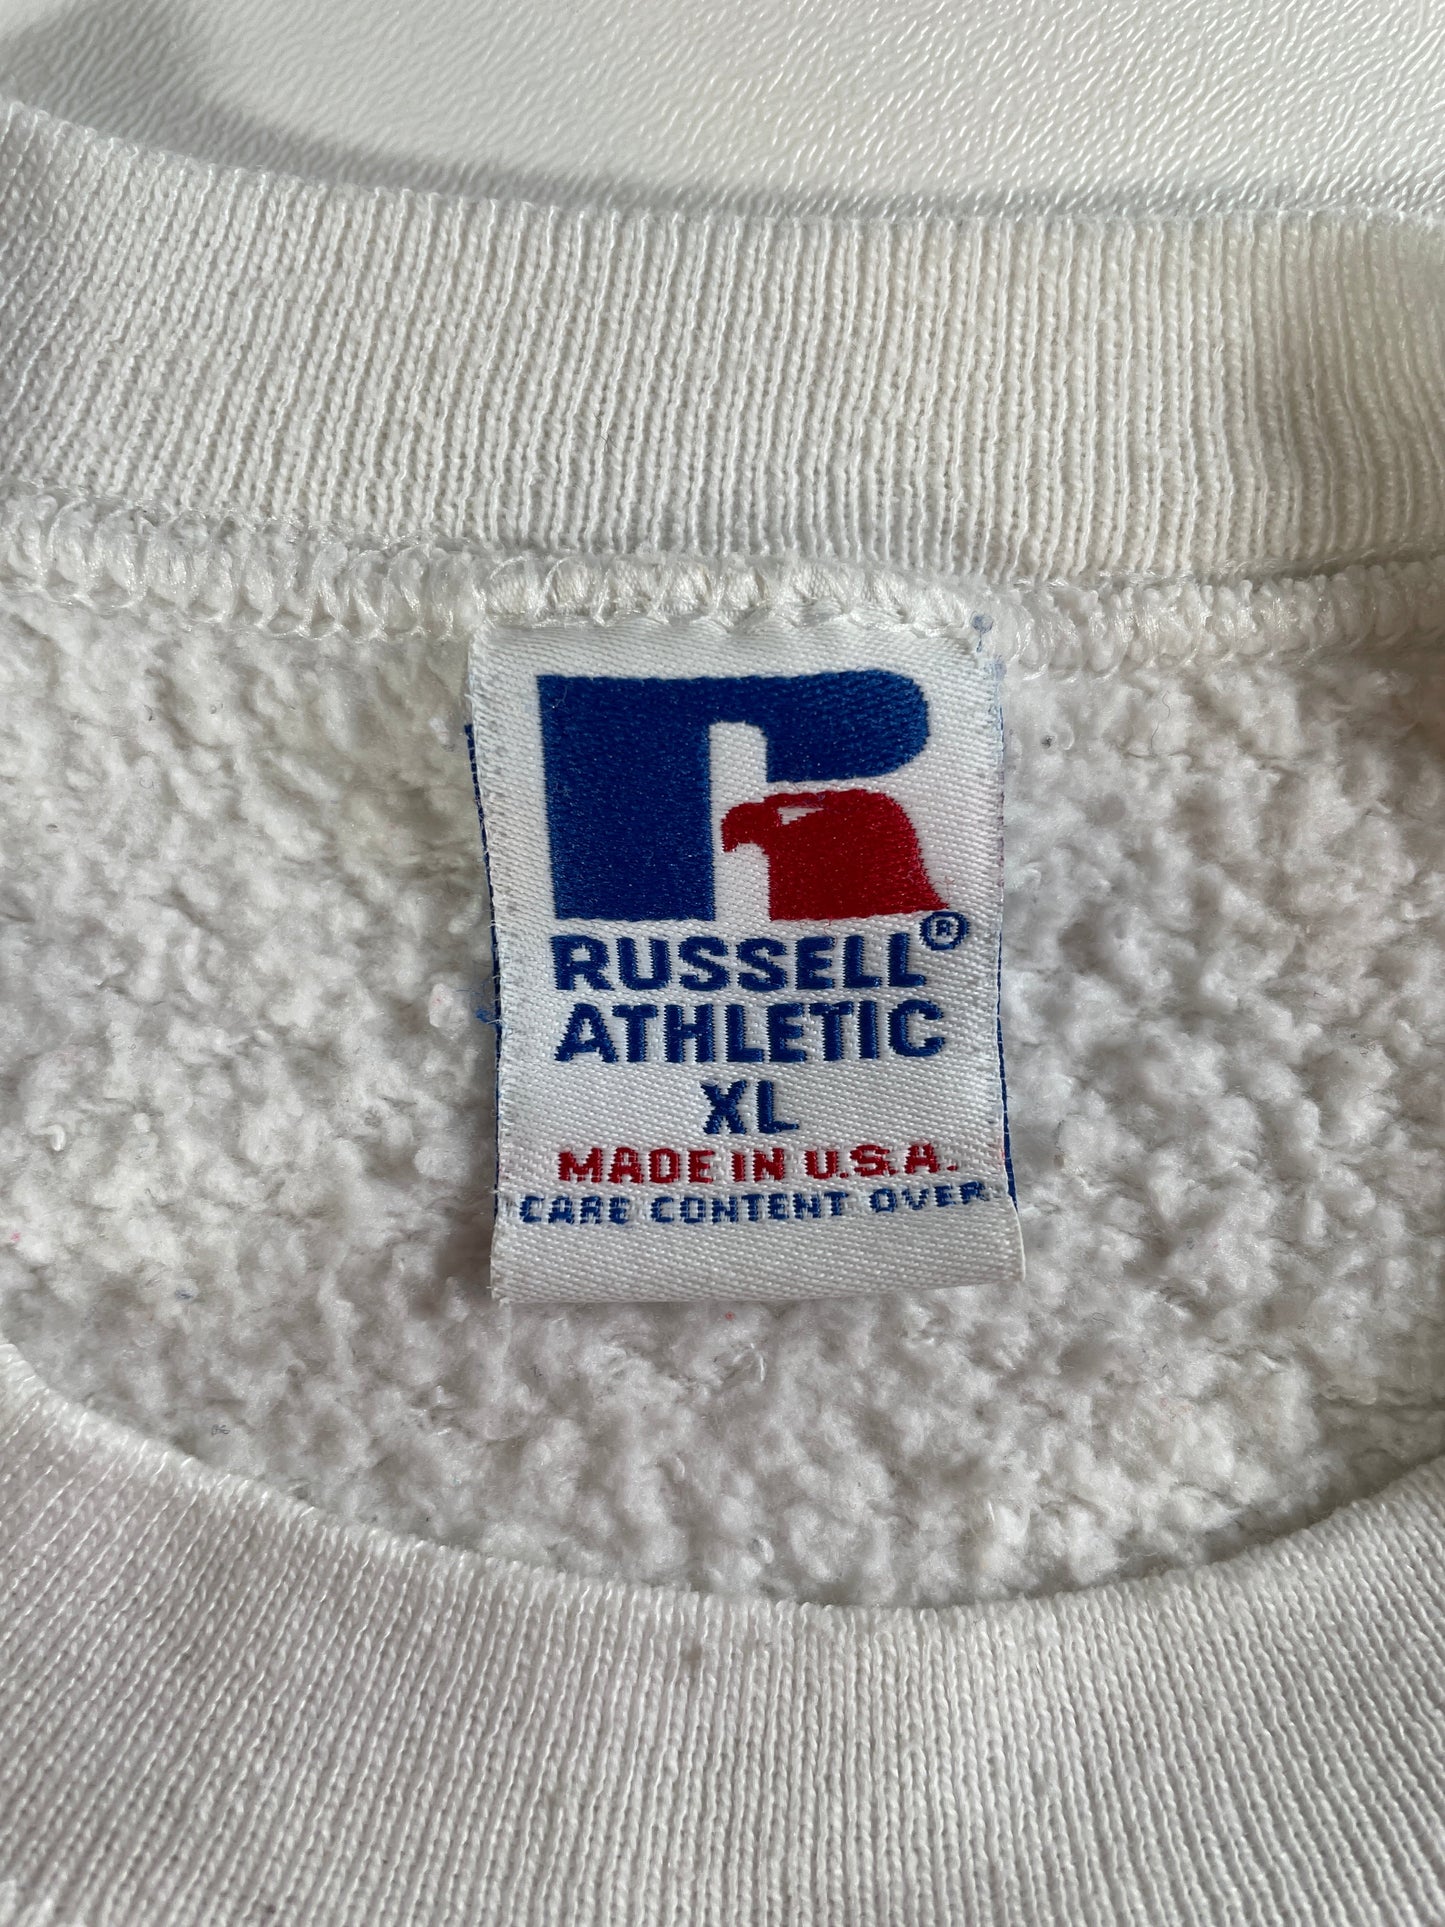 RUSSELL®
ATHLETIC
XL
MADE IN U.S.A.
CARE CONTENT OVER